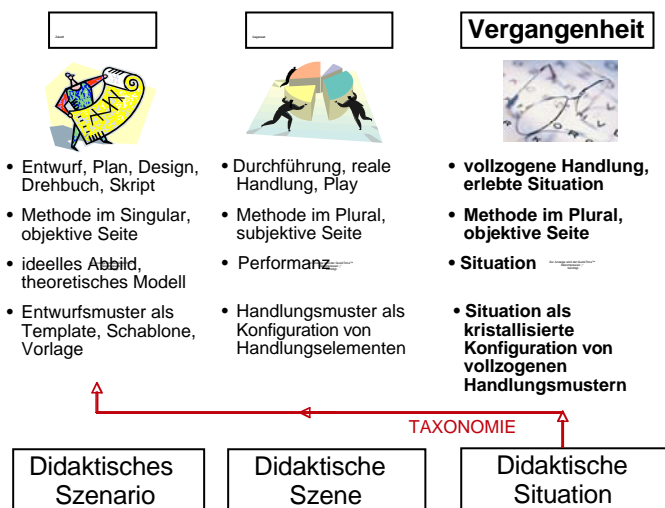 Zukunft
Gegenwart
Vergangenheit
• Entwurf, Plan, Design,
Drehbuch, Skript
• Methode im Singular,
objektive Seite
• ideelles Abbild,
theoretisches Modell
• Entwurfsmuster als
Template, Schablone,
Vorlage
• Durchführung, reale
Handlung, Play
• Methode im Plural,
subjektive Seite
• Performanz
• Handlungsmuster als
Konfiguration von
Handlungselementen
• vollzogene Handlung,
erlebte Situation
• Methode im Plural,
objektive Seite
• Situation
• Situation als
kristallisierte
Konfiguration von
vollzogenen
Handlungsmustern
TAXONOMIE
Didaktisches
Szenario
Didaktische
Szene
Didaktische
Situation